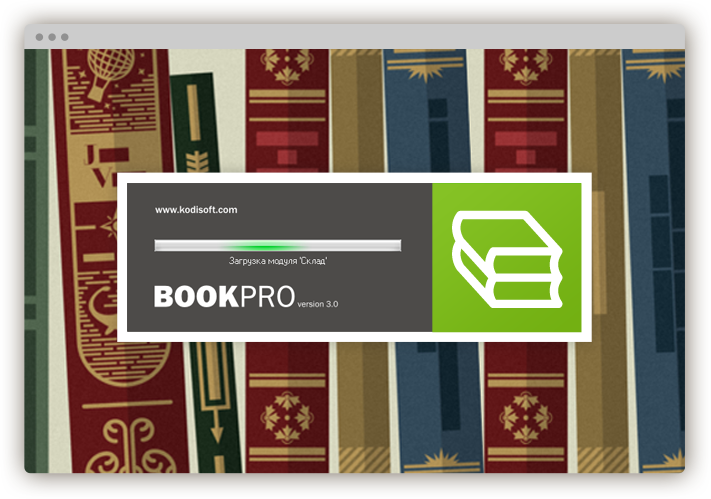 J
V
www.kodisoft.com
Загрузка модуля 'Склад'
BOOKPRO version 3.0